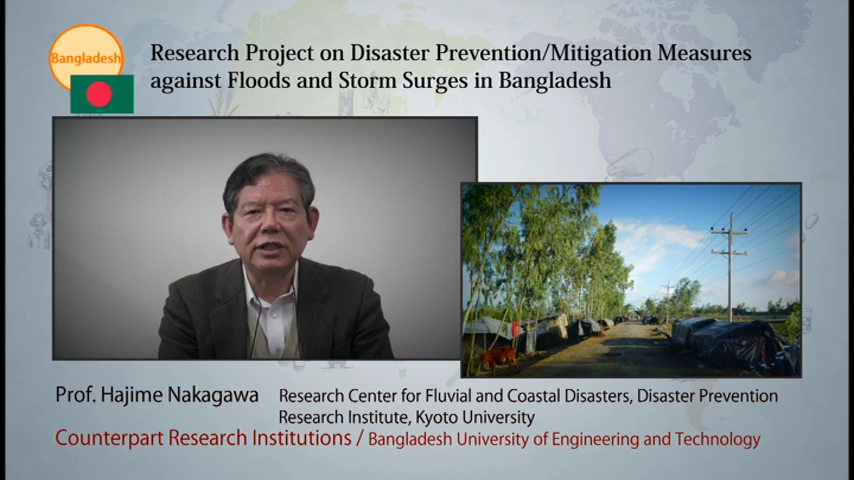 Bangladesh
Research Project on Disaster Prevention/Mitigation Measures
against Floods and Storm Surges in Bangladesh
Prof. Hajime Nakagawa Research Center for Fluvial and Coastal Disasters, Disaster Prevention
Research Institute, Kyoto University
Counterpart Research Institutions / Bangladesh University of Engineering and Technology